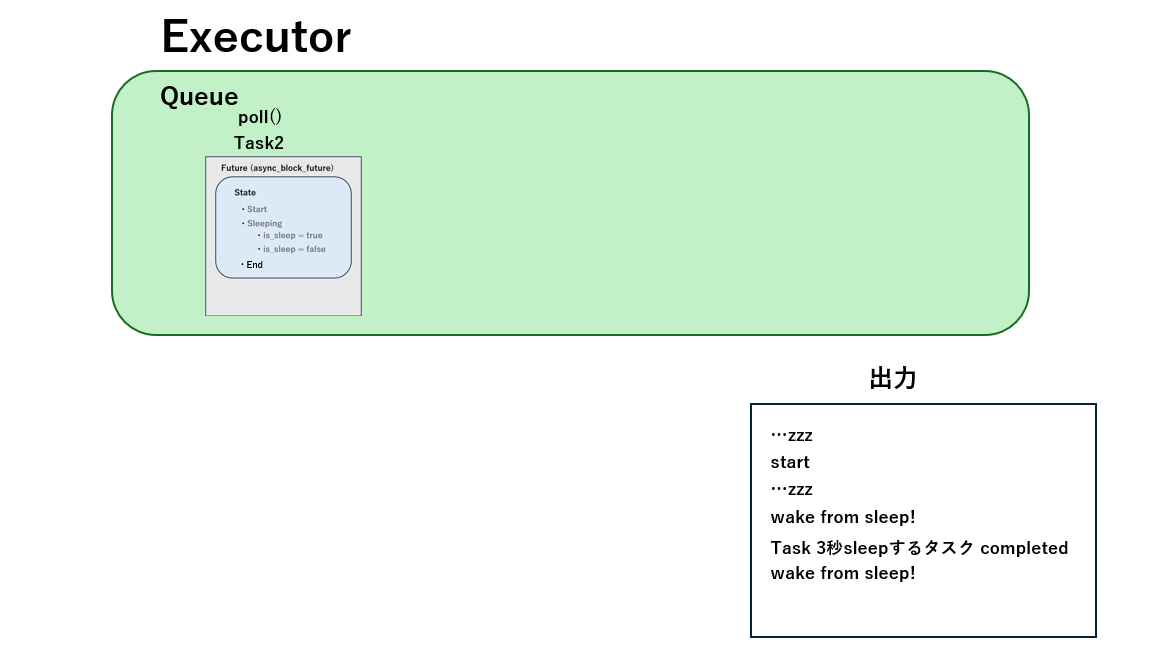 Executor
Queue
poll()
Task2
Future (async_block_future)
State
・Start
・Sleeping
・is_sleep = true
・is_sleep = false
・End
出力
…zzz
start
…zzz
wake from sleep!
Task 3秒sleepするタスク completed
wake from sleep!